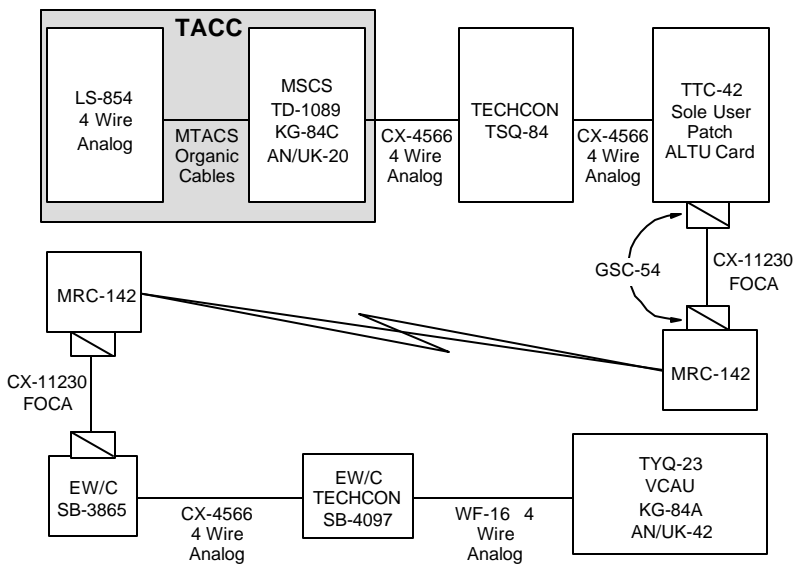 TACC
LS-854
4 Wire
Analog
MTACS
Organic
Cables
MSCS
TD-1089
KG-84C
AN/UK-20
CX-4566
4 Wire
Analog
TECHCON
TSQ-84
CX-4566
4 Wire
Analog
TTC-42
Sole User
Patch
ALTU Card
GSC-54
CX-11230
FOCA
MRC-142
MRC-142
CX-11230
FOCA
EW/C
SB-3865
CX-4566
4 Wire
Analog
EW/C
TECHCON
SB-4097
WF-16 4
Wire
Analog
TYQ-23
VCAU
KG-84A
AN/UK-42